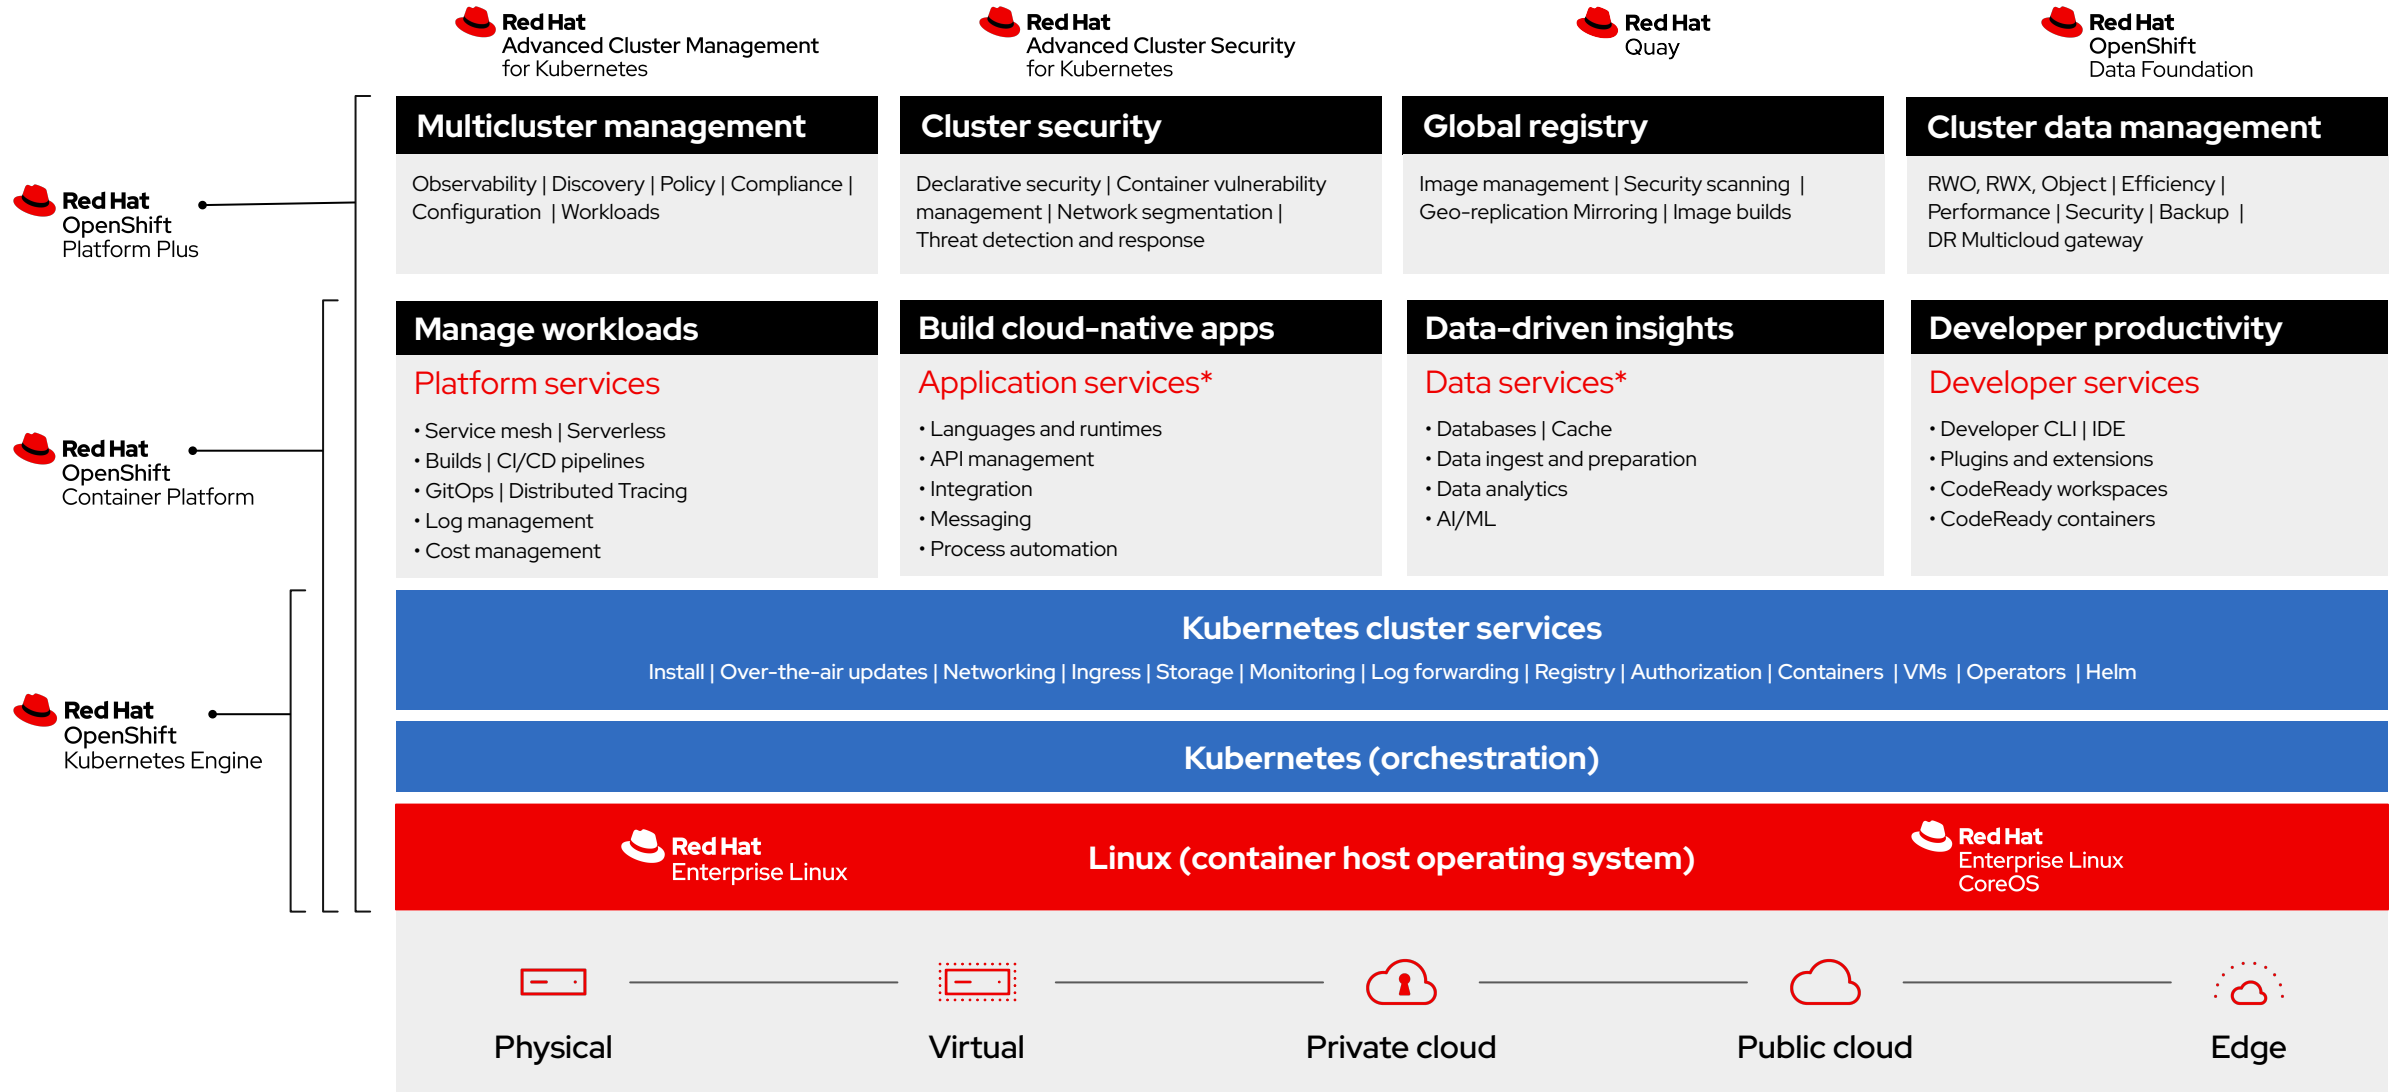 Red Hat
Advanced Cluster Management
for Kubernetes
Red Hat
Advanced Cluster Security
for Kubernetes
Red Hat
Quay
Red Hat
OpenShift
Data Foundation
Red Hat
OpenShift
Platform Plus
Multicluster management
Observability | Discovery | Policy | Compliance |
Configuration | Workloads
Cluster security
Declarative security | Container vulnerability
management | Network segmentation |
Threat detection and response
Global registry
Image management | Security scanning |
Geo-replication Mirroring | Image builds
Cluster data management
RWO, RWX, Object | Efficiency |
Performance | Security | Backup |
DR Multicloud gateway
Red Hat
OpenShift
Container Platform
Manage workloads
Platform services
• Service mesh | Serverless
• Builds | CI/CD pipelines
• GitOps | Distributed Tracing
• Log management
• Cost management
Build cloud-native apps
Application services*
• Languages and runtimes
• API management
• Integration
• Messaging
• Process automation
Data-driven insights
Data services*
• Databases | Cache
• Data ingest and preparation
• Data analytics
• AI/ML
Developer productivity
Developer services
• Developer CLI | IDE
• Plugins and extensions
• CodeReady workspaces
• CodeReady containers
Red Hat
OpenShift
Kubernetes Engine
Kubernetes cluster services
Install | Over-the-air updates | Networking | Ingress | Storage | Monitoring | Log forwarding | Registry | Authorization | Containers | VMs | Operators | Helm
Kubernetes (orchestration)
Red Hat
Enterprise Linux
Linux (container host operating system)
Red Hat
Enterprise Linux
CoreOS
Physical
Virtual
Private cloud
Public cloud
Edge